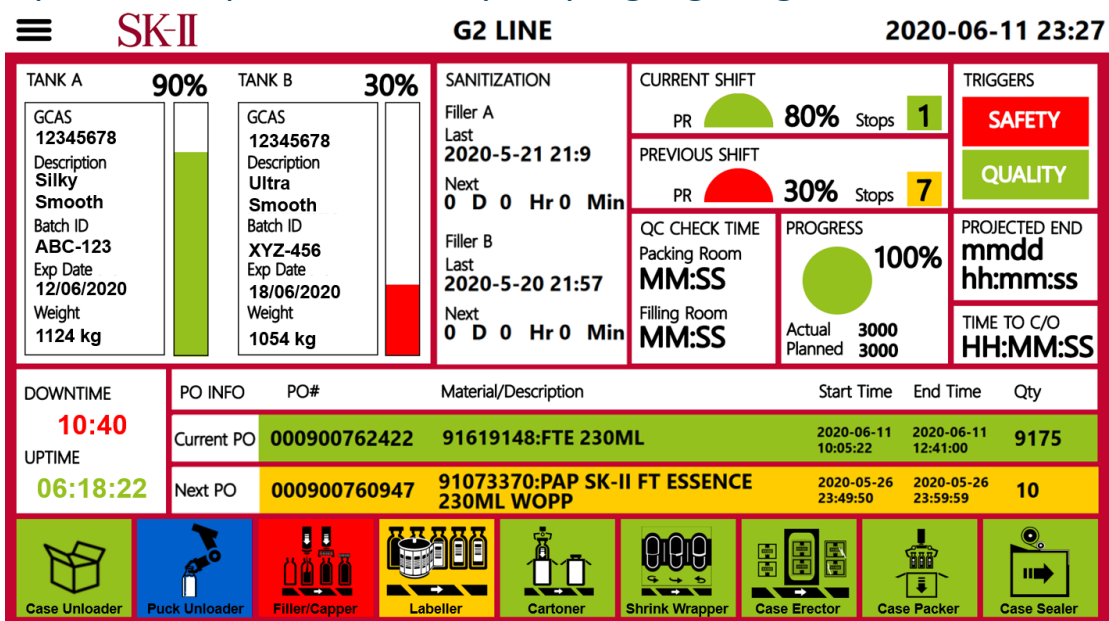 SK-II
G2 LINE
2020-06-11 23:27
TANK A
90%
GCAS
12345678
Description
Silky
Smooth
Batch ID
ABC-123
Exp Date
12/06/2020
Weight
1124 kg
TANK B
30%
GCAS
12345678
Description
Ultra
Smooth
Batch ID
XYZ-456
Exp Date
18/06/2020
Weight
1054 kg
SANITIZATION
Filler A
Last
2020-5-21 21:9
Next
0 D 0 Hr 0 Min
Filler B
Last
2020-5-20 21:57
Next
0 D 0 Hr 0 Min
CURRENT SHIFT
PR 80% Stops 1
PREVIOUS SHIFT
PR 30% Stops 7
TRIGGERS
SAFETY
QUALITY
QC CHECK TIME
Packing Room
MM:SS
Filling Room
MM:SS
PROGRESS
100%
Actual 3000
Planned 3000
PROJECTED END
mmdd
hh:mm:ss
TIME TO C/O
HH:MM:SS
DOWNTIME
10:40
UPTIME
06:18:22
PO INFO PO# Material/Description Start Time End Time Qty
Current PO 000900762422 91619148:FTE 230ML 2020-06-11 10:05:22 2020-06-11 12:41:00 9175
Next PO 000900760947 91073370:PAP SK-II FT ESSENCE 230ML WOPP 2020-05-26 23:49:50 2020-05-26 23:59:59 10
Case Unloader
Puck Unloader
Filler/Capper
Labeller
Cartoner
Shrink Wrapper
Case Erector
Case Packer
Case Sealer